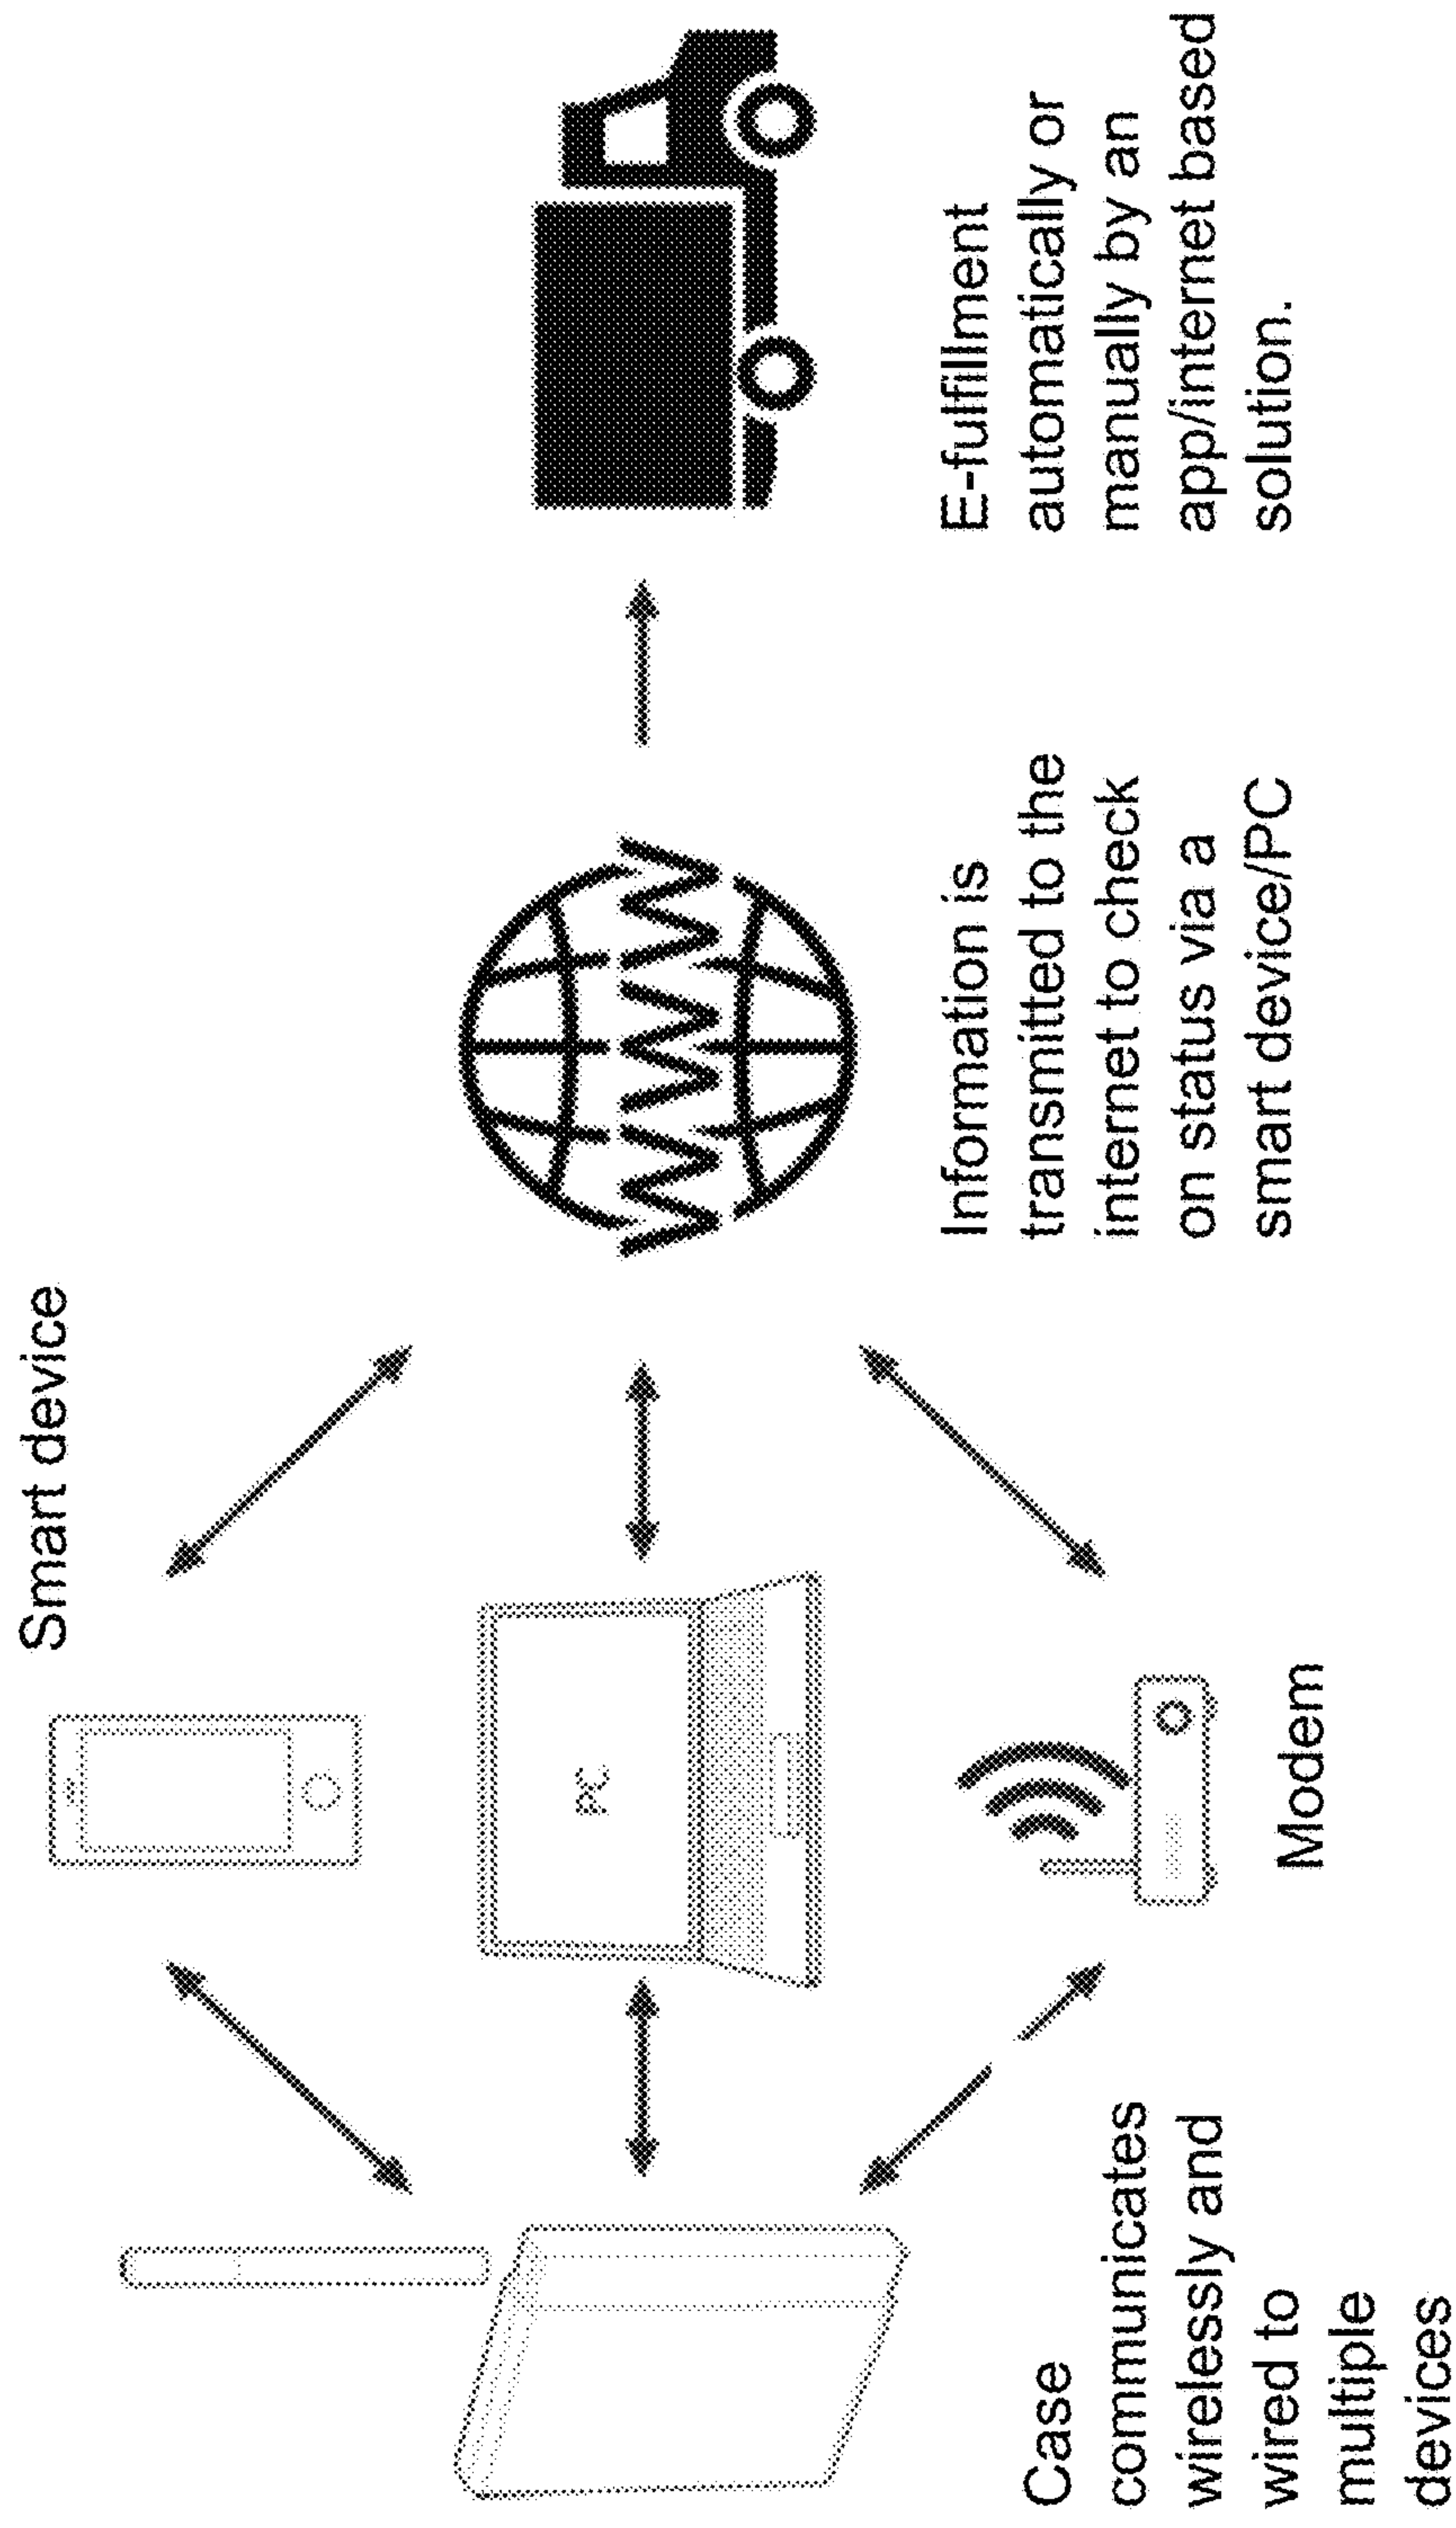 Smart device
PC
Modem
Case
communicates
wirelessly and
wired to
multiple
devices
WWW
Information is
transmitted to the
internet to check
on status via a
smart device/PC
E-fulfillment
automatically or
manually by an
app/internet based
solution.